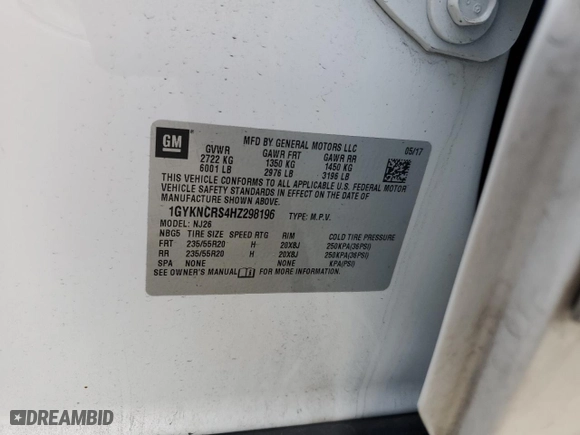 GM
MFD BY GENERAL MOTORS LLC
05/17
GVWR GAWR FRT GAWR RR
2722 KG 1350 KG 1450 KG
6001 LB 2976 LB 3196 LB
THIS VEHICLE CONFORMS TO ALL APPLICABLE U.S. FEDERAL MOTOR
VEHICLE SAFETY STANDARDS IN EFFECT ON THE DATE OF
MANUFACTURE SHOWN ABOVE.
1GYKNCRS4HZ298196 TYPE: M.P.V.
MODEL: NJ26
NBG5 TIRE SIZE SPEED RTG RIM COLD TIRE PRESSURE
FRT 235/55R20 H 20X8J 250KPA(36PSI)
RR 235/55R20 H 20X8J 250KPA(36PSI)
SPA NONE NONE KPA(PSI)
SEE OWNER'S MANUAL FOR MORE INFORMATION.
DREAMBID